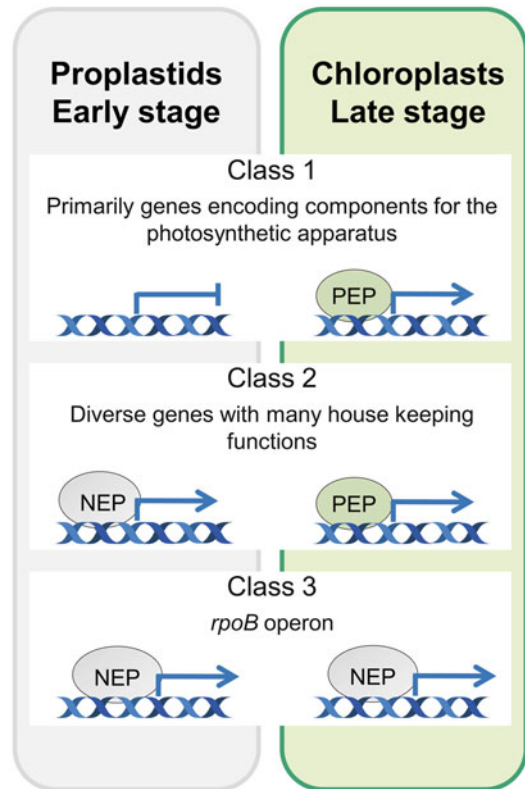 Proplastids
Early stage
Chloroplasts
Late stage
Class 1
Primarily genes encoding components for the
photosynthetic apparatus
PEP
Class 2
Diverse genes with many house keeping
functions
NEP
PEP
Class 3
rpoB operon
NEP
NEP